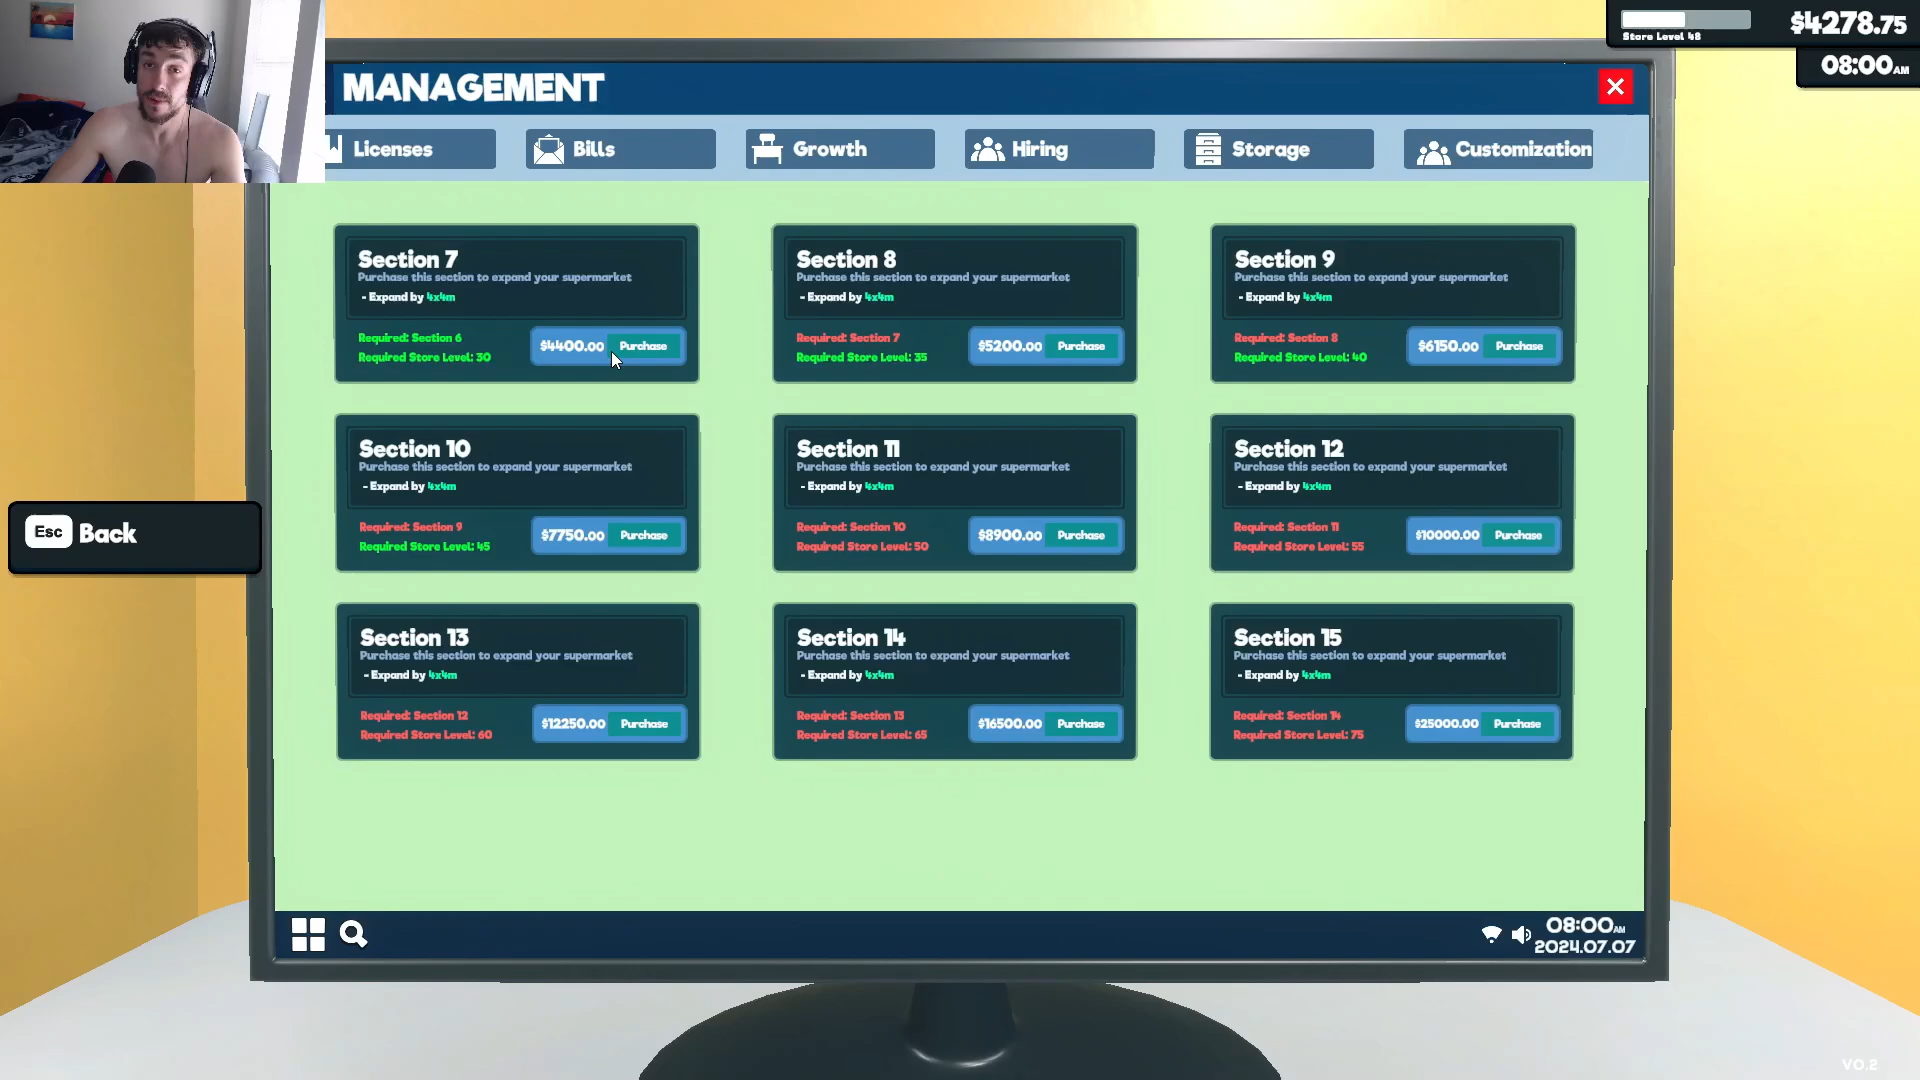 $4278.75
Store Level 48
08:00AM
MANAGEMENT
Licenses
Bills
Growth
Hiring
Storage
Customization
Section 7
Purchase this section to expand your supermarket
- Expand by 4x4m
Required: Section 6
Required Store Level: 30
$4400.00 Purchase
Section 8
Purchase this section to expand your supermarket
- Expand by 4x4m
Required: Section 7
Required Store Level: 35
$5200.00 Purchase
Section 9
Purchase this section to expand your supermarket
- Expand by 4x4m
Required: Section 8
Required Store Level: 40
$6150.00 Purchase
Section 10
Purchase this section to expand your supermarket
- Expand by 4x4m
Required: Section 9
Required Store Level: 45
$7750.00 Purchase
Section 11
Purchase this section to expand your supermarket
- Expand by 4x4m
Required: Section 10
Required Store Level: 50
$8900.00 Purchase
Section 12
Purchase this section to expand your supermarket
- Expand by 4x4m
Required: Section 11
Required Store Level: 55
$10000.00 Purchase
Esc Back
Section 13
Purchase this section to expand your supermarket
- Expand by 4x4m
Required: Section 12
Required Store Level: 60
$12250.00 Purchase
Section 14
Purchase this section to expand your supermarket
- Expand by 4x4m
Required: Section 13
Required Store Level: 65
$16500.00 Purchase
Section 15
Purchase this section to expand your supermarket
- Expand by 4x4m
Required: Section 14
Required Store Level: 75
$25000.00 Purchase
08:00AM
2024.07.07
V0.2